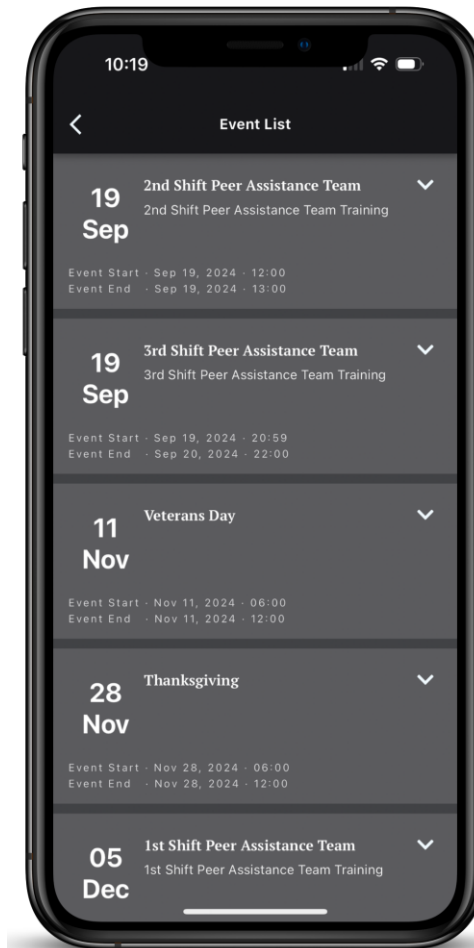 10:19
Event List
19
Sep
2nd Shift Peer Assistance Team
2nd Shift Peer Assistance Team Training
Event Start · Sep 19, 2024 · 12:00
Event End · Sep 19, 2024 · 13:00
19
Sep
3rd Shift Peer Assistance Team
3rd Shift Peer Assistance Team Training
Event Start · Sep 19, 2024 · 20:59
Event End · Sep 20, 2024 · 22:00
11
Nov
Veterans Day
Event Start · Nov 11, 2024 · 06:00
Event End · Nov 11, 2024 · 12:00
28
Nov
Thanksgiving
Event Start · Nov 28, 2024 · 06:00
Event End · Nov 28, 2024 · 12:00
05
Dec
1st Shift Peer Assistance Team
1st Shift Peer Assistance Team Training